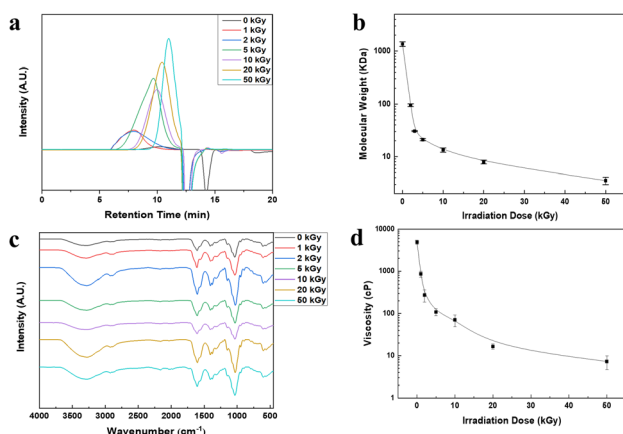 a
0 kGy
1 kGy
2 kGy
5 kGy
10 kGy
20 kGy
50 kGy
Intensity (A.U.)
0 5 10 15 20
Retention Time (min)
b
1000
100
10
Molecular Weight (KDa)
0 10 20 30 40 50
Irradiation Dose (kGy)
c
0 kGy
1 kGy
2 kGy
5 kGy
10 kGy
20 kGy
50 kGy
Intensity (A.U.)
4000 3500 3000 2500 2000 1500 1000 500
Wavenumber (cm⁻¹)
d
10000
1000
100
10
1
Viscosity (cP)
0 10 20 30 40 50
Irradiation Dose (kGy)